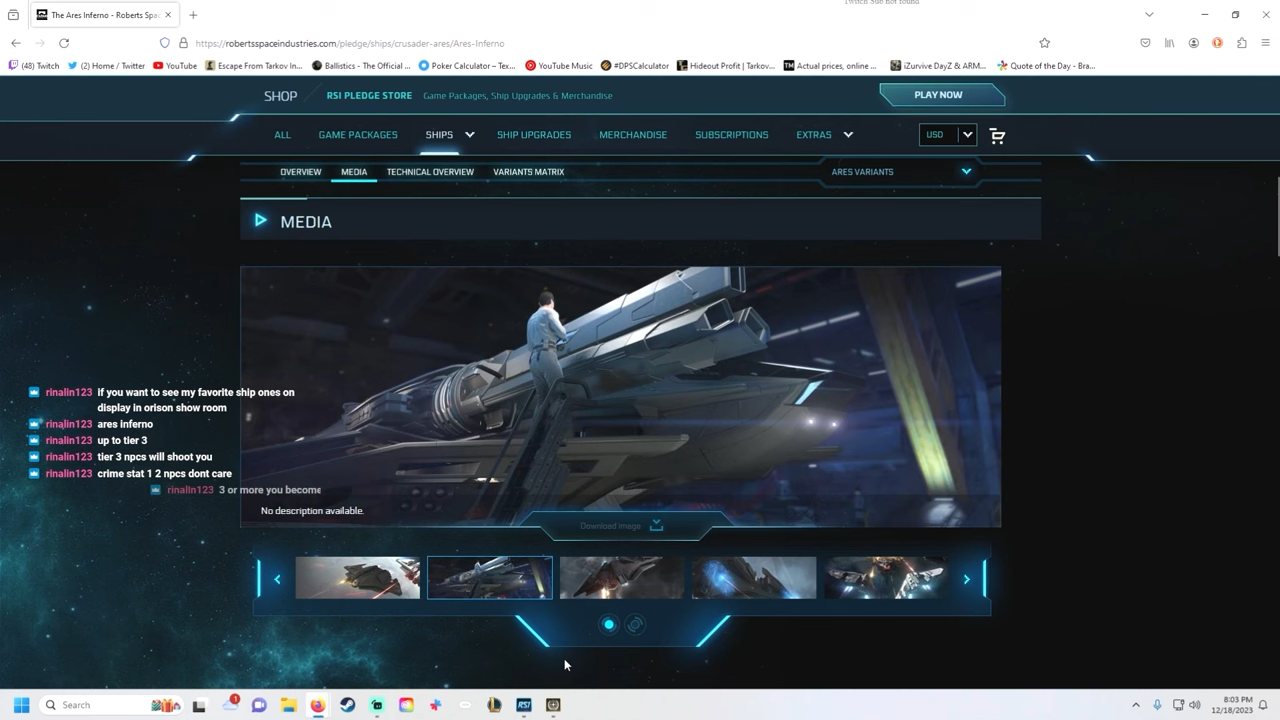 Twitch Sub not found
The Ares Inferno - Roberts Spac
https://robertsspaceindustries.com/pledge/ships/crusader-ares/Ares-Inferno
(48) Twitch
(2) Home / Twitter
YouTube
Escape From Tarkov In...
Ballistics - The Official ...
Poker Calculator – Tex...
YouTube Music
#DPSCalculator
Hideout Profit | Tarkov...
Actual prices, online ...
iZurvive DayZ & ARM...
Quote of the Day - Bra...
SHOP
RSI PLEDGE STORE
Game Packages, Ship Upgrades & Merchandise
PLAY NOW
ALL
GAME PACKAGES
SHIPS
SHIP UPGRADES
MERCHANDISE
SUBSCRIPTIONS
EXTRAS
USD
OVERVIEW
MEDIA
TECHNICAL OVERVIEW
VARIANTS MATRIX
ARES VARIANTS
MEDIA
rinalin123 if you want to see my favorite ship ones on
display in orison show room
rinalin123 ares inferno
rinalin123 up to tier 3
rinalin123 tier 3 npcs will shoot you
rinalin123 crime stat 1 2 npcs dont care
rinalin123 3 or more you become
No description available.
Download Image
Search
1
RSI
8:03 PM
12/18/2023